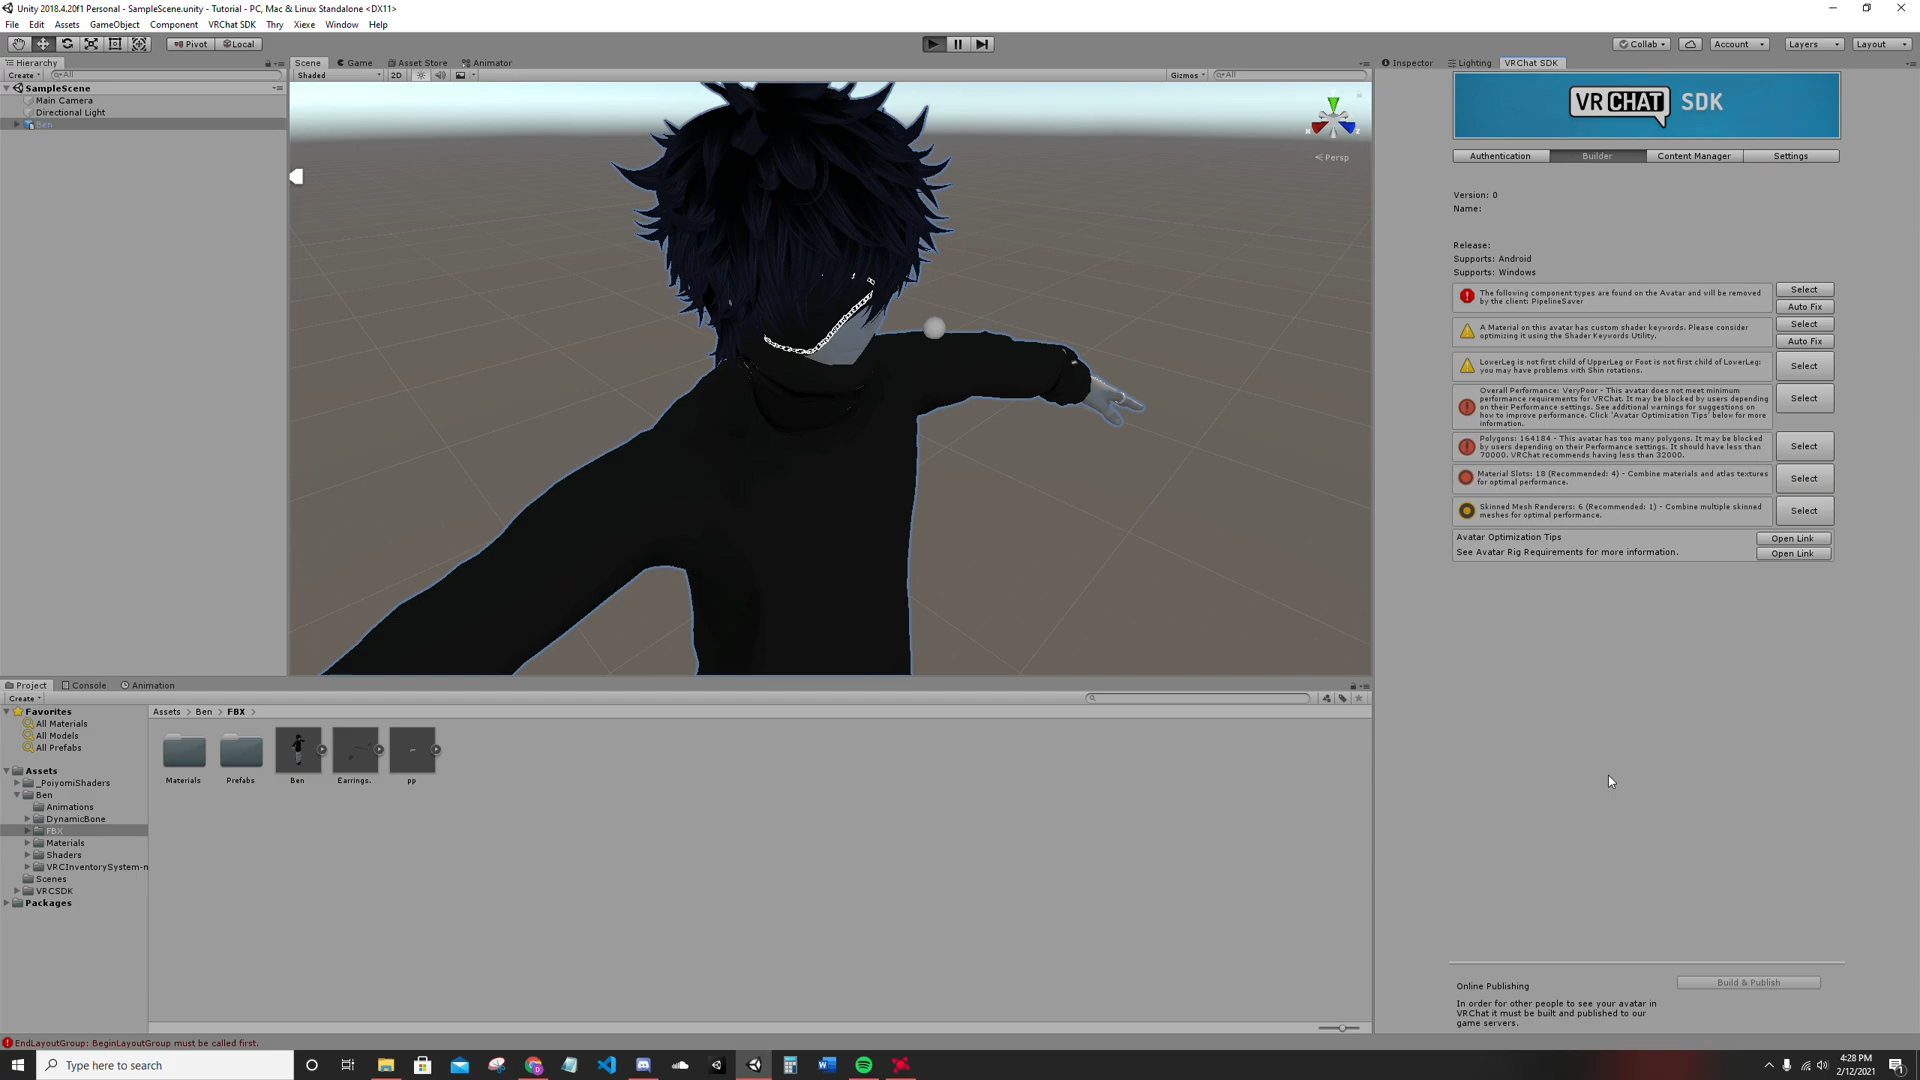 Unity 2018.4.20f1 Personal - SampleScene.unity - Tutorial - PC, Mac & Linux Standalone <DX11>
File Edit Assets GameObject Component VRChat SDK Thry Xiexe Window Help
Pivot Local Collab Account Layers Layout
Hierarchy Scene Game Asset Store Animator Inspector Lighting VRChat SDK
Create All Shaded 2D Gizmos All
SampleScene
Main Camera
Directional Light
Ben
Persp
VR CHAT SDK
Authentication Builder Content Manager Settings
Version: 0
Name:
Release:
Supports: Android
Supports: Windows
The following component types are found on the Avatar and will be removed
by the client: PipelineSaver
Select
Auto Fix
A Material on this avatar has custom shader keywords. Please consider
optimizing it using the Shader Keywords Utility.
Select
Auto Fix
LowerLeg is not first child of UpperLeg or Foot is not first child of LowerLeg:
you may have problems with Shin rotations.
Select
Overall Performance: VeryPoor - This avatar does not meet minimum
performance requirements for VRChat. It may be blocked by users depending
on their Performance settings. See additional warnings for suggestions on
how to improve performance. Click 'Avatar Optimization Tips' below for more
information.
Select
Polygons: 164184 - This avatar has too many polygons. It may be blocked
by users depending on their Performance settings. It should have less than
70000. VRChat recommends having less than 32000.
Select
Material Slots: 18 (Recommended: 4) - Combine materials and atlas textures
for optimal performance.
Select
Skinned Mesh Renderers: 6 (Recommended: 1) - Combine multiple skinned
meshes for optimal performance.
Select
Avatar Optimization Tips Open Link
See Avatar Rig Requirements for more information. Open Link
Online Publishing
Build & Publish
In order for other people to see your avatar in
VRChat it must be built and published to our
game servers.
Project Console Animation
Create
Favorites
All Materials
All Models
All Prefabs
Assets
_PoiyomiShaders
Ben
Animations
DynamicBone
FBX
Materials
Shaders
VRCInventorySystem-n
Scenes
VRCSDK
Packages
Assets > Ben > FBX >
Materials Prefabs Ben Earrings. pp
EndLayoutGroup: BeginLayoutGroup must be called first.
Type here to search
4:28 PM
2/12/2021